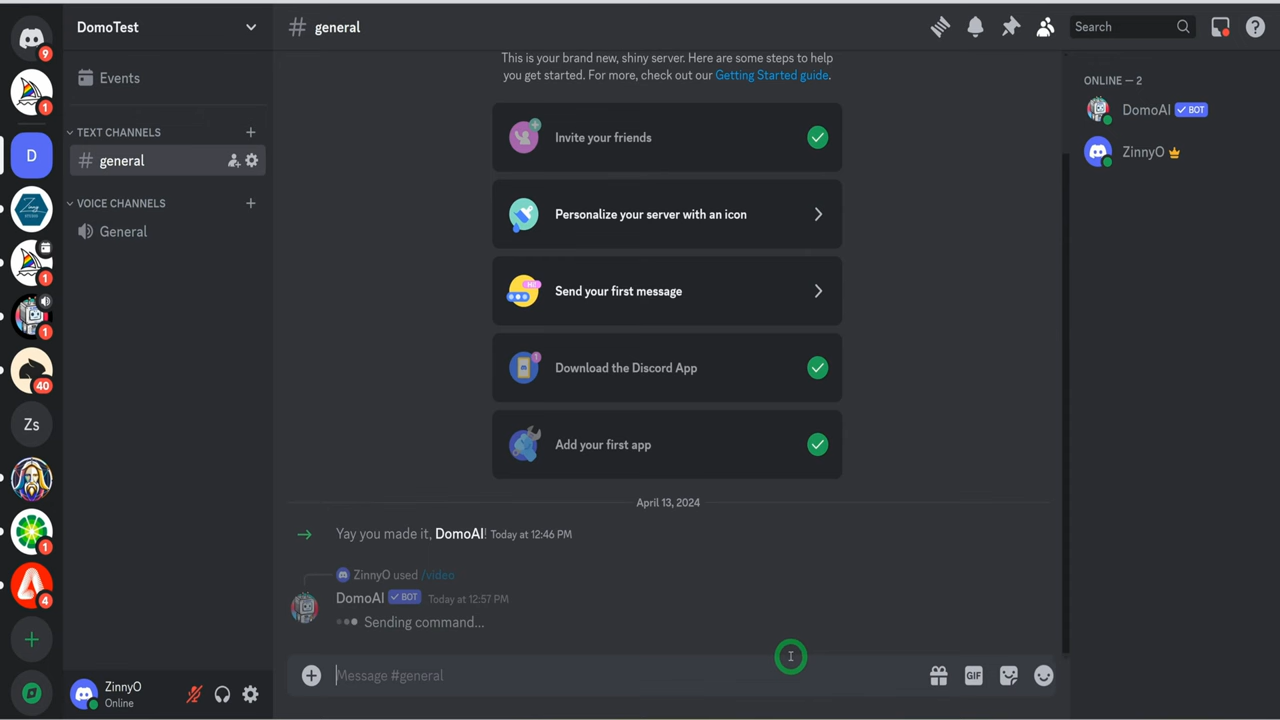 DomoTest
Events
TEXT CHANNELS
general
VOICE CHANNELS
General
9
1
D
1
1
40
Zs
1
4
ZinnyO
Online
# general
Search
This is your brand new, shiny server. Here are some steps to help
you get started. For more, check out our Getting Started guide.
Invite your friends
Personalize your server with an icon
Send your first message
Download the Discord App
Add your first app
April 13, 2024
Yay you made it, DomoAI! Today at 12:46 PM
ZinnyO used /video
DomoAI BOT Today at 12:57 PM
Sending command...
Message #general
GIF
ONLINE — 2
DomoAI BOT
ZinnyO